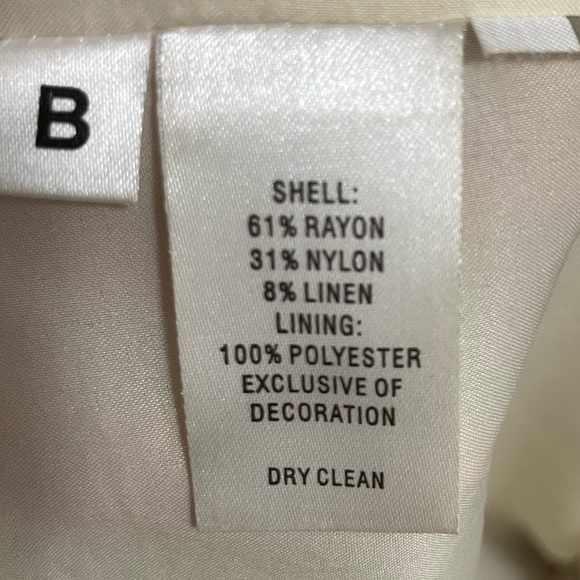 B
SHELL:
61% RAYON
31% NYLON
8% LINEN
LINING:
100% POLYESTER
EXCLUSIVE OF
DECORATION
DRY CLEAN